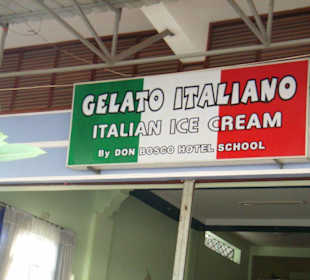 GELATO ITALIANO
ITALIAN ICE CREAM
By DON BOSCO HOTEL SCHOOL